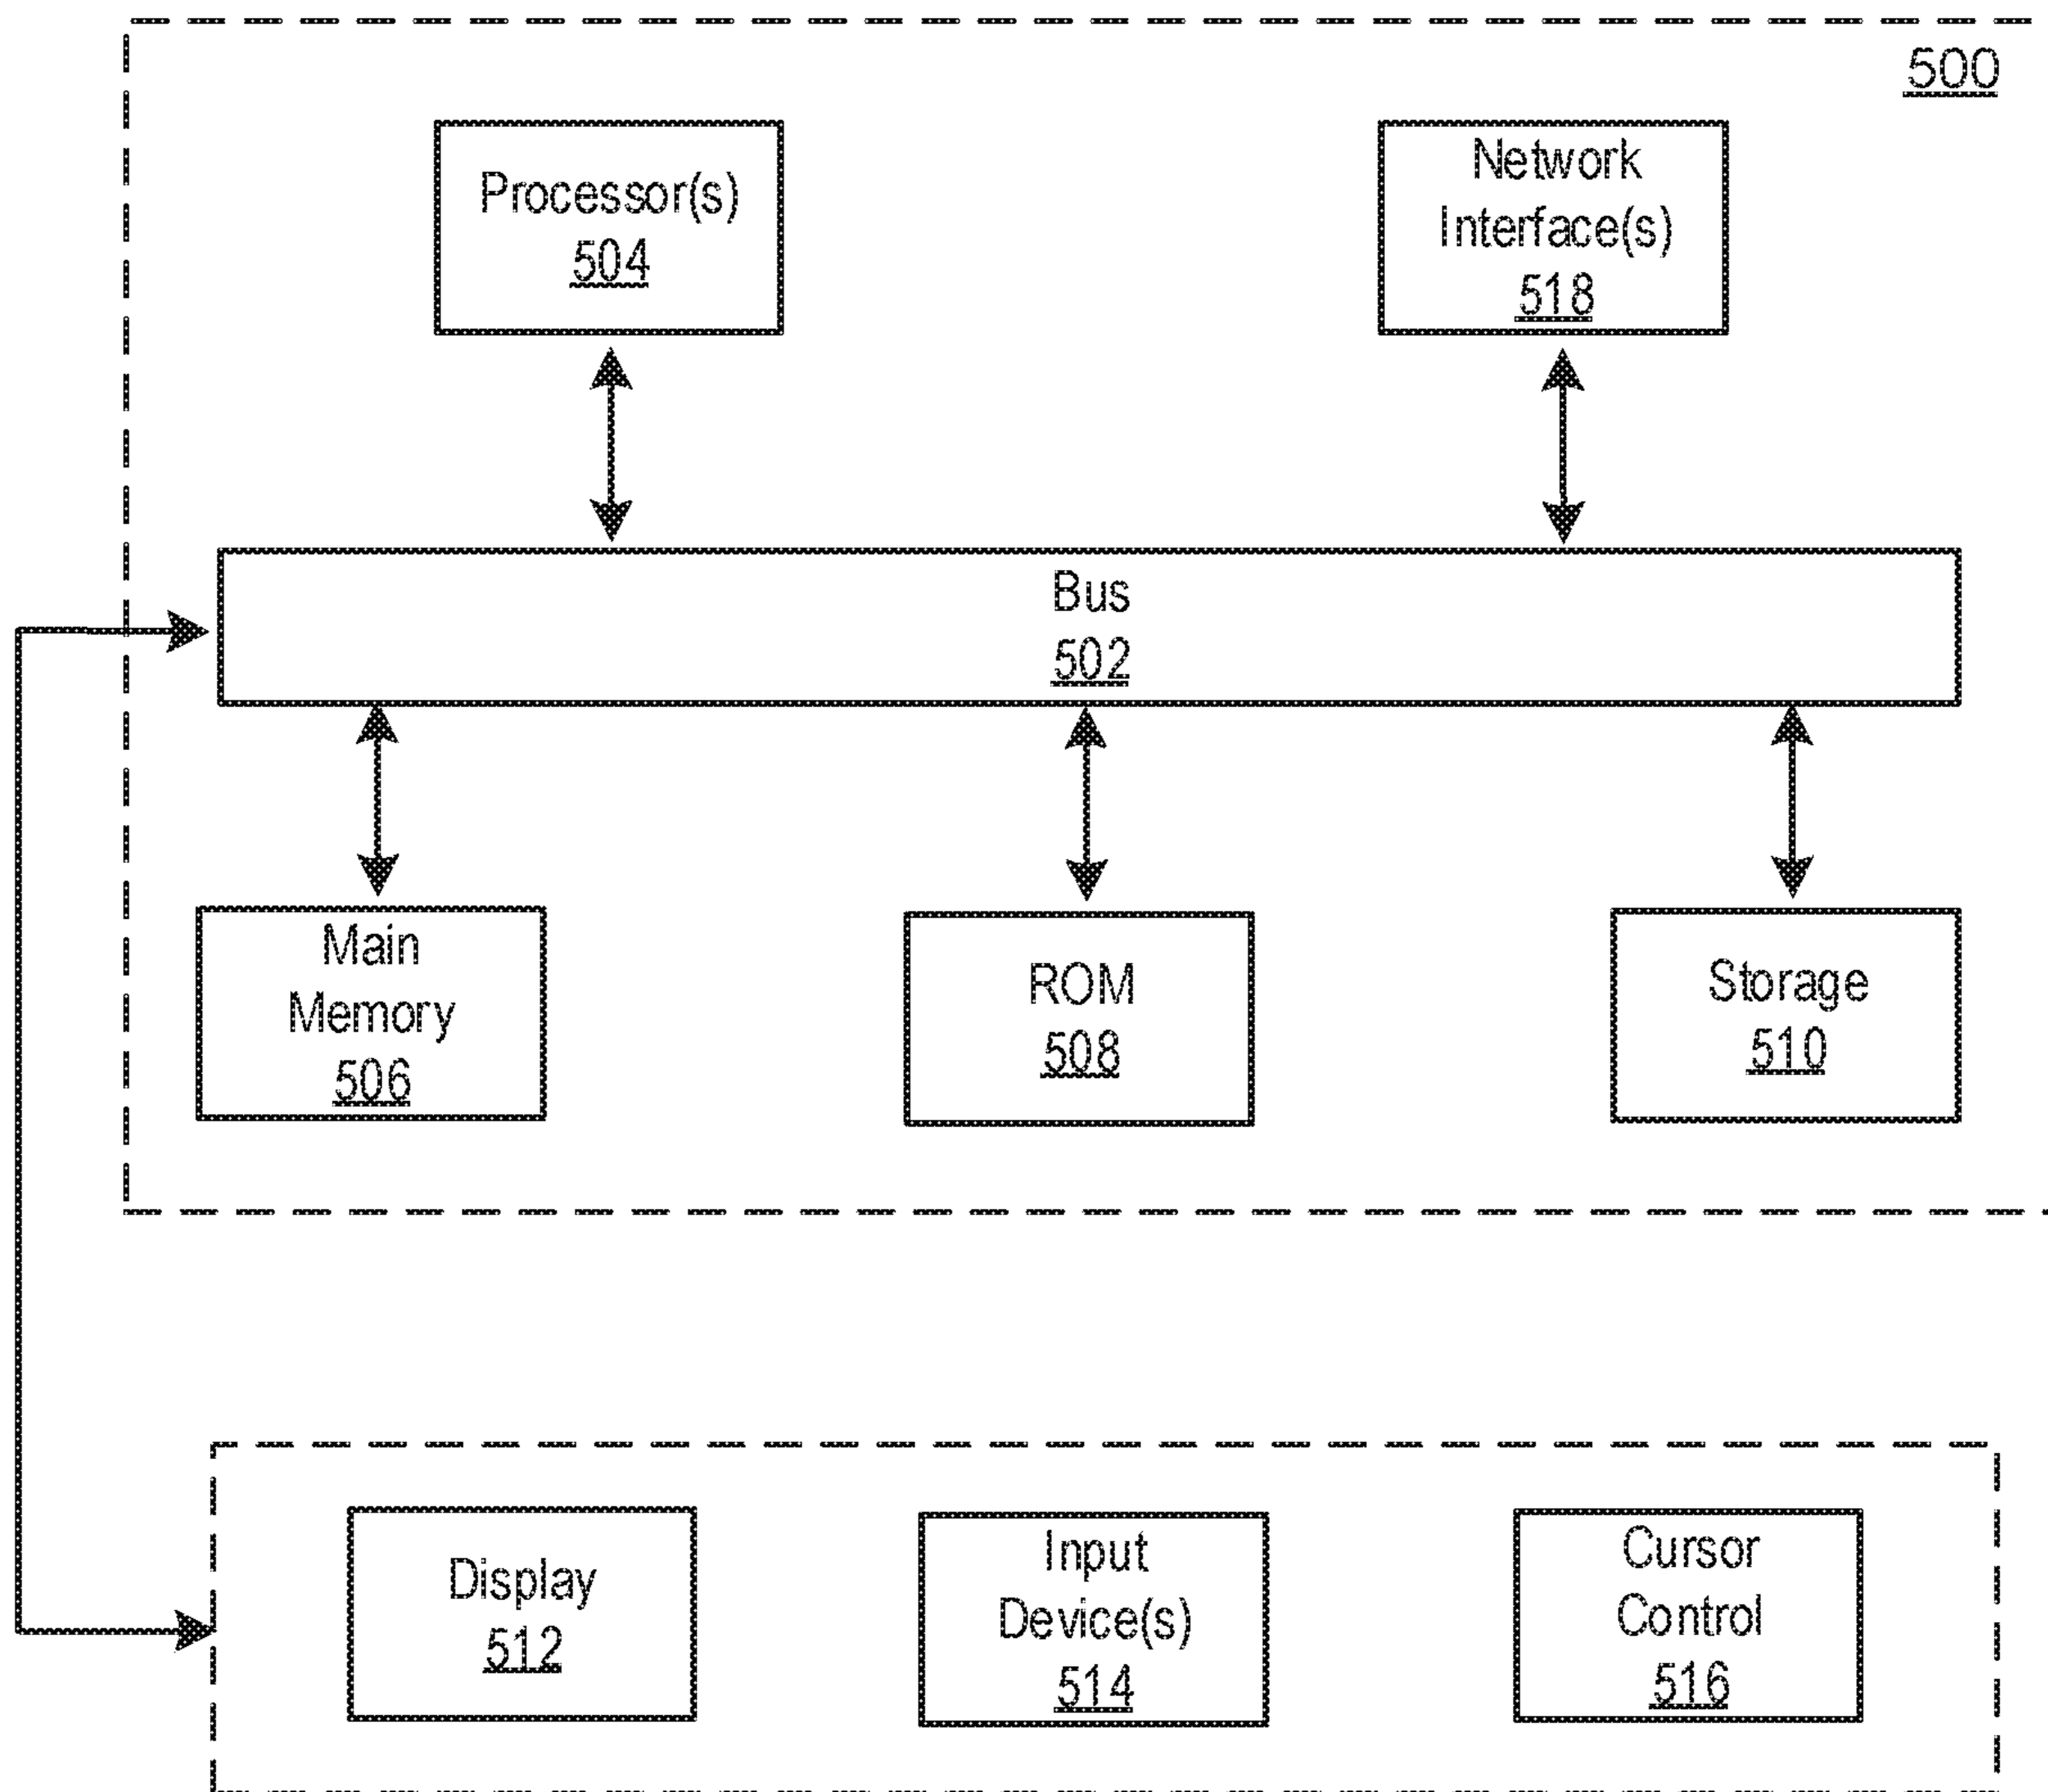 500
Processor(s)
504
Network
Interface(s)
518
Bus
502
Main
Memory
506
ROM
508
Storage
510
Display
512
Input
Device(s)
514
Cursor
Control
516